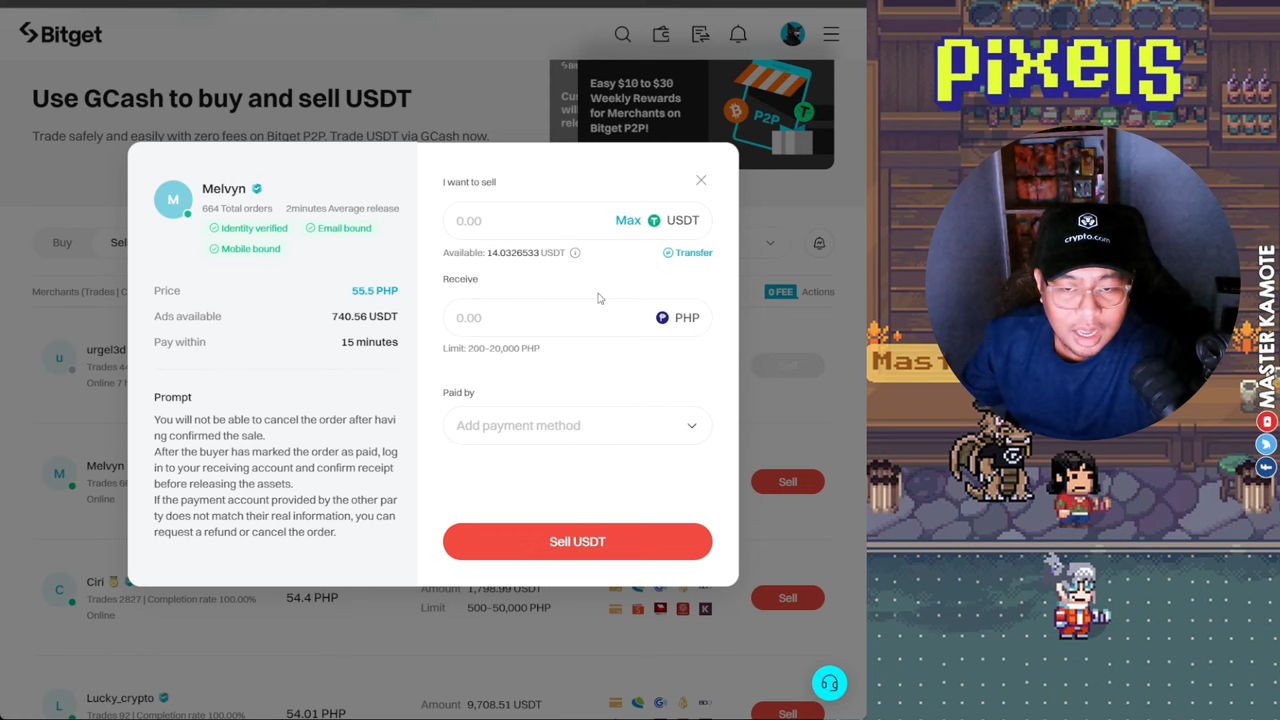 Bitget
Use GCash to buy and sell USDT
Trade safely and easily with zero fees on Bitget P2P. Trade USDT via GCash now.
Easy $10 to $30
Weekly Rewards
for Merchants on
Bitget P2P!
P2P
Buy
Sel
Merchants (Trades | C
0 FEE Actions
urgel3d
Online 7
Sell
Melvyn
Online
Sell
Ciri
Trades 2827 | Completion rate 100.00%
Online
54.4 PHP
Amount 1,798.99 USDT
Limit 500-50,000 PHP
Sell
Lucky_crypto
Trades 92 | Completion rate 100.00%
54.01 PHP
Amount 9,708.51 USDT
Sell
M
Melvyn
664 Total orders 2minutes Average release
Identity verified Email bound
Mobile bound
Price 55.5 PHP
Ads available 740.56 USDT
Pay within 15 minutes
Prompt
You will not be able to cancel the order after havi
ng confirmed the sale.
After the buyer has marked the order as paid, log
in to your receiving account and confirm receipt
before releasing the assets.
If the payment account provided by the other par
ty does not match their real information, you can
request a refund or cancel the order.
I want to sell
0.00 Max USDT
Available: 14.0326533 USDT Transfer
Receive
0.00 PHP
Limit: 200-20,000 PHP
Paid by
Add payment method
Sell USDT
pixels
crypto.com
Mas
MASTER KAMOTE